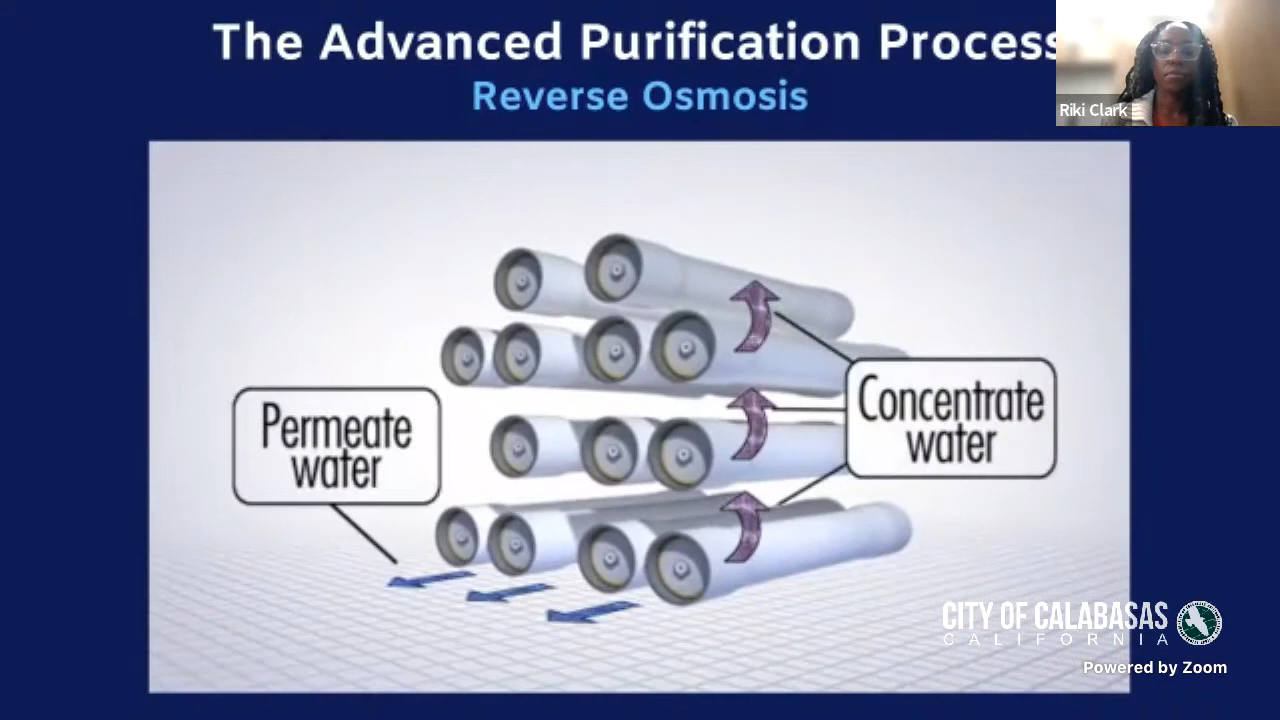 The Advanced Purification Process
Reverse Osmosis
Riki Clark
Permeate
water
Concentrate
water
CITY OF CALABASAS
CALIFORNIA
Powered by Zoom